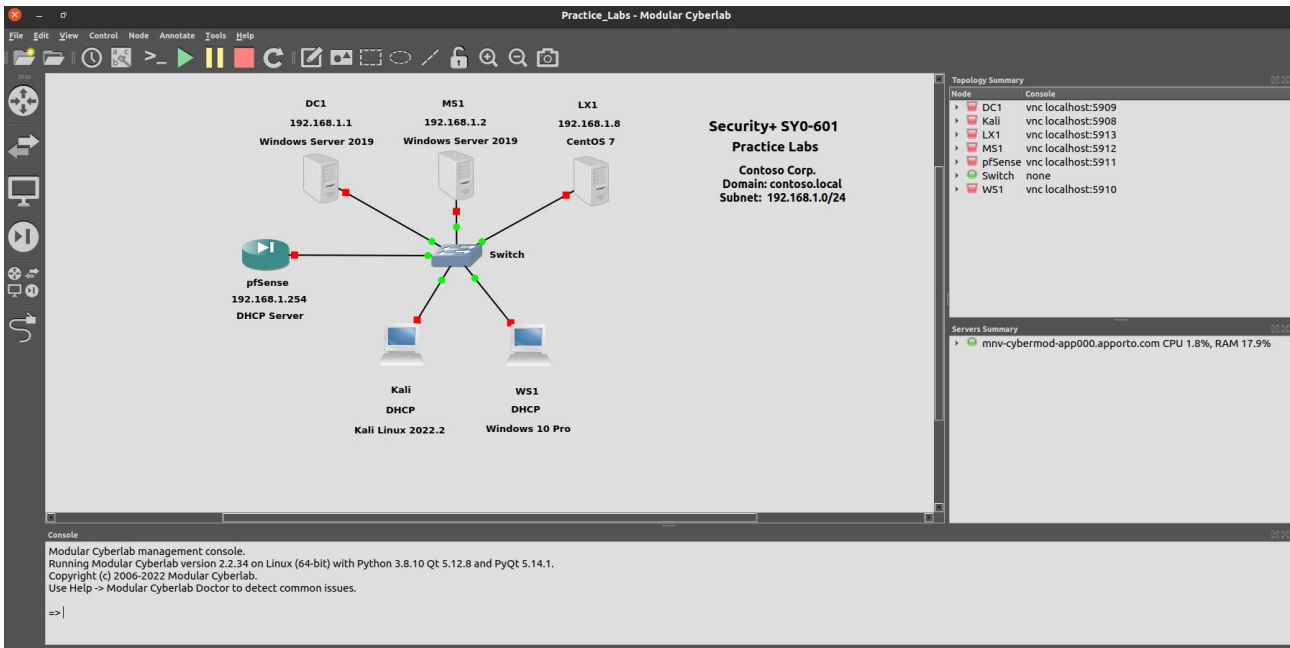 Practice_Labs - Modular Cyberlab
File Edit View Control Node Annotate Tools Help
DC1
192.168.1.1
Windows Server 2019
MS1
192.168.1.2
Windows Server 2019
LX1
192.168.1.8
CentOS 7
Security+ SY0-601
Practice Labs
Contoso Corp.
Domain: contoso.local
Subnet: 192.168.1.0/24
Switch
pfSense
192.168.1.254
DHCP Server
Kali
DHCP
Kali Linux 2022.2
WS1
DHCP
Windows 10 Pro
Topology Summary
Node Console
DC1 vnc localhost:5909
Kali vnc localhost:5908
LX1 vnc localhost:5913
MS1 vnc localhost:5912
pfSense vnc localhost:5911
Switch none
WS1 vnc localhost:5910
Servers Summary
mnv-cybermod-app000.apporto.com CPU 1.8%, RAM 17.9%
Console
Modular Cyberlab management console.
Running Modular Cyberlab version 2.2.34 on Linux (64-bit) with Python 3.8.10 Qt 5.12.8 and PyQt 5.14.1.
Copyright (c) 2006-2022 Modular Cyberlab.
Use Help -> Modular Cyberlab Doctor to detect common issues.
=>